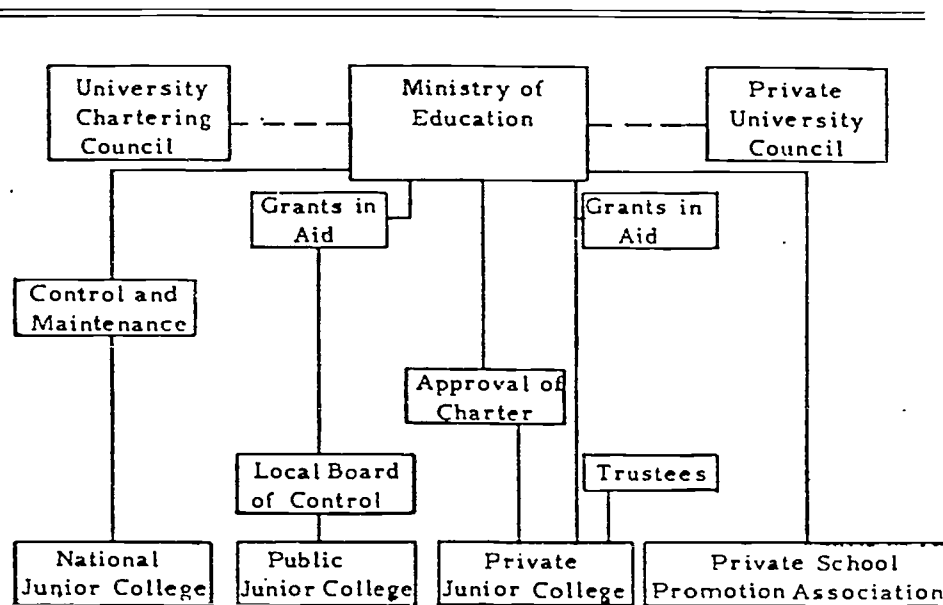 University
Chartering
Council
Ministry of
Education
Private
University
Council
Grants in
Aid
Grants in
Aid
Control and
Maintenance
Approval of
Charter
Local Board
of Control
Trustees
National
Junior College
Public
Junior College
Private
Junior College
Private School
Promotion Association